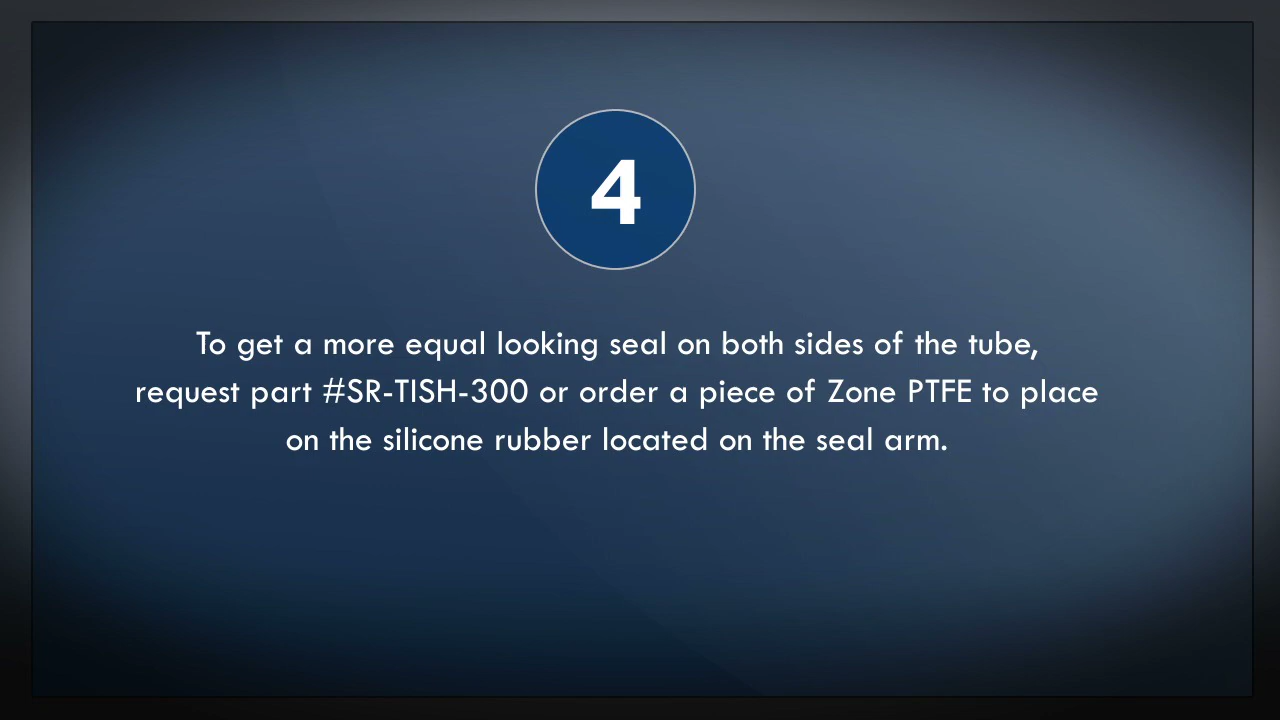 4
To get a more equal looking seal on both sides of the tube,
request part #SR-TISH-300 or order a piece of Zone PTFE to place
on the silicone rubber located on the seal arm.